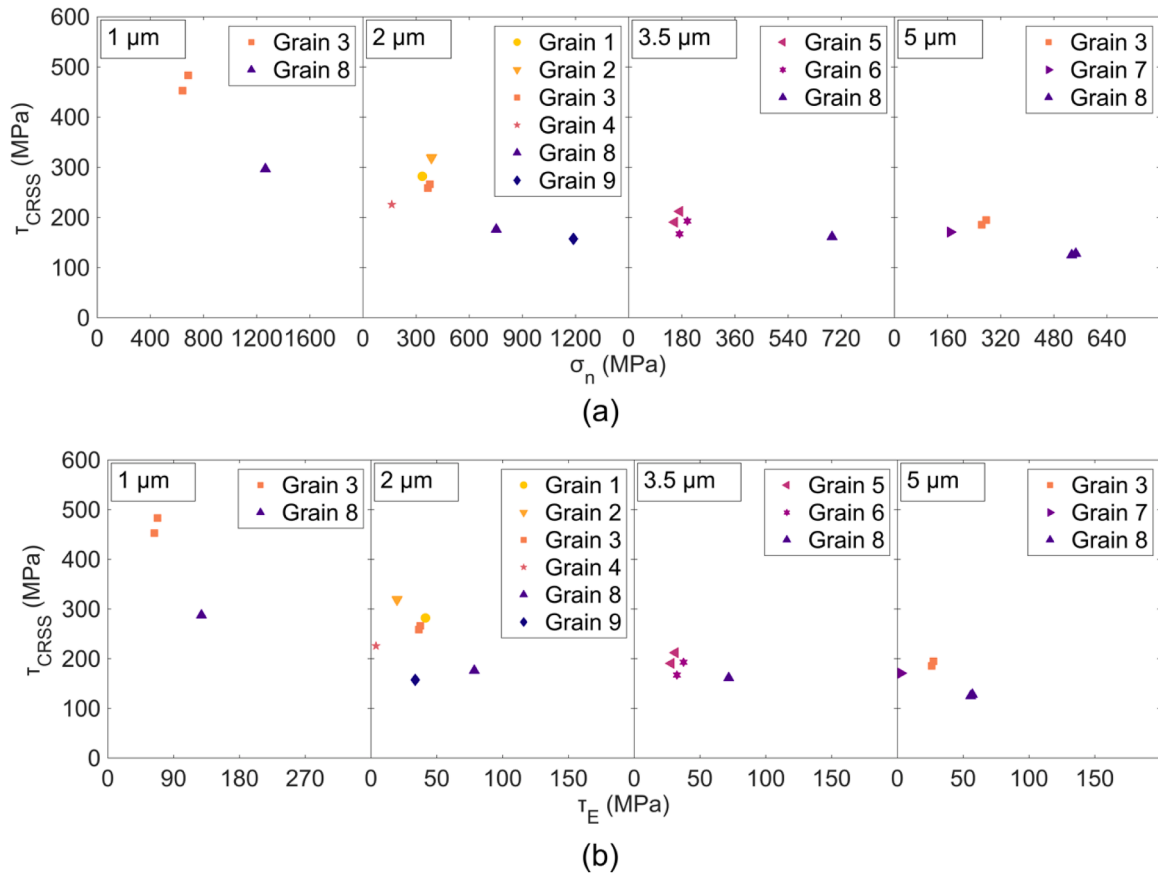 600
500
400
300
200
100
0
τCRSS (MPa)
1 µm
Grain 3
Grain 8
2 µm
Grain 1
Grain 2
Grain 3
Grain 4
Grain 8
Grain 9
3.5 µm
Grain 5
Grain 6
Grain 8
5 µm
Grain 3
Grain 7
Grain 8
0 400 800 1200 1600
0 300 600 900 1200
0 180 360 540 720
0 160 320 480 640
σn (MPa)
(a)
600
500
400
300
200
100
0
τCRSS (MPa)
1 µm
Grain 3
Grain 8
2 µm
Grain 1
Grain 2
Grain 3
Grain 4
Grain 8
Grain 9
3.5 µm
Grain 5
Grain 6
Grain 8
5 µm
Grain 3
Grain 7
Grain 8
0 90 180 270
0 50 100 150
0 50 100 150
0 50 100 150
τE (MPa)
(b)